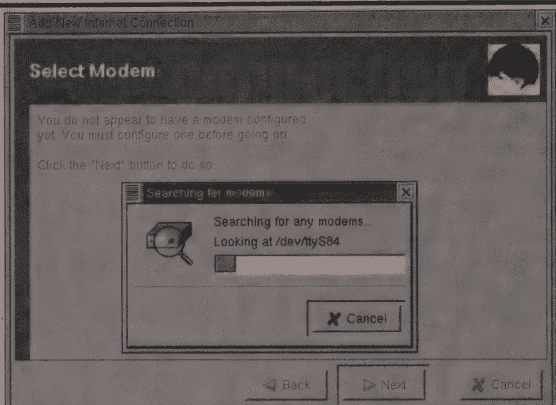 Add New Internet Connection
Select Modem
You do not appear to have a modem configured
yet. You must configure one before going on.
Click the "Next" button to do so.
Searching for modems
Searching for any modems...
Looking at /dev/ttyS84
Cancel
Back
Next
Cancel